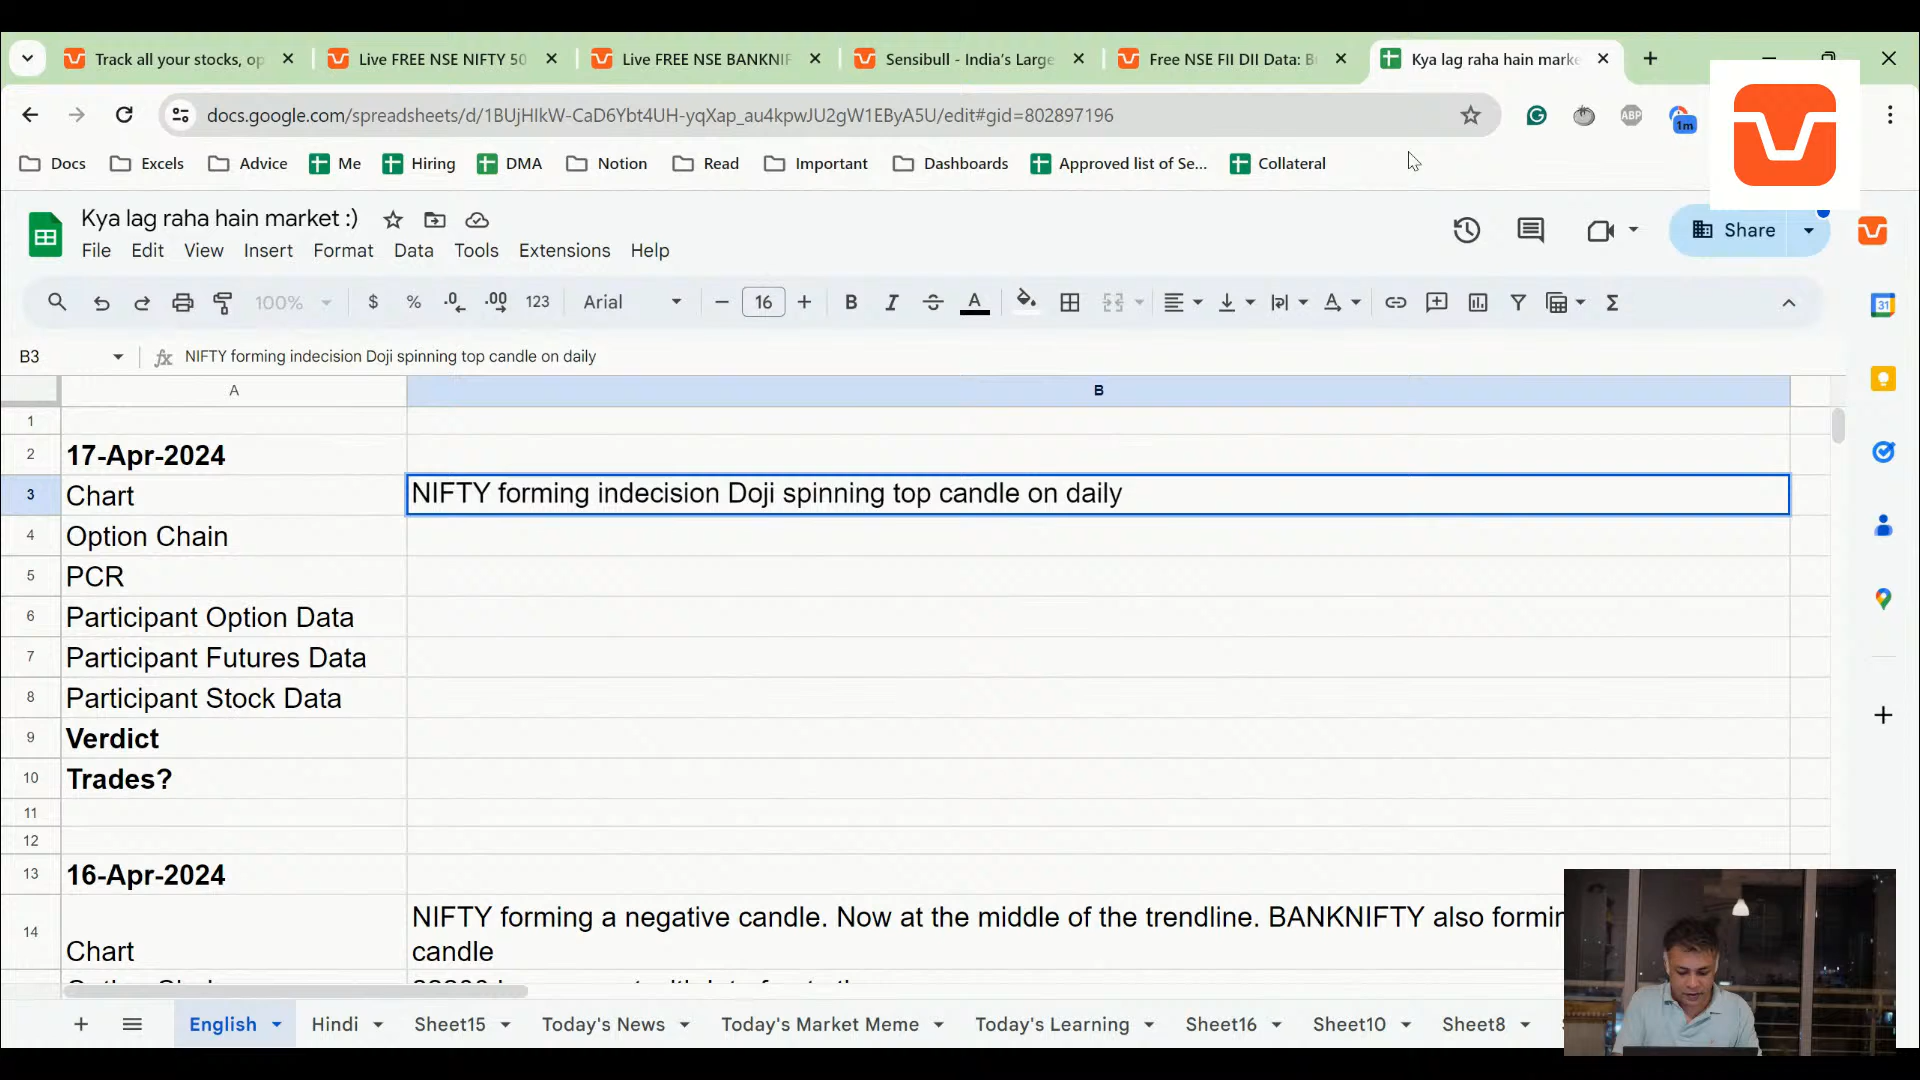 Track all your stocks, op
Live FREE NSE NIFTY 50
Live FREE NSE BANKNIF
Sensibull - India's Large
Free NSE FII DII Data: B
Kya lag raha hain marke
docs.google.com/spreadsheets/d/1BUjHIkW-CaD6Ybt4UH-yqXap_au4kpwJU2gW1EByA5U/edit#gid=802897196
ABP
1m
Docs
Excels
Advice
Me
Hiring
DMA
Notion
Read
Important
Dashboards
Approved list of Se...
Collateral
Kya lag raha hain market :)
File Edit View Insert Format Data Tools Extensions Help
Share
100% $ % .0 .00 123 Arial 16 B I A
31
B3
fx NIFTY forming indecision Doji spinning top candle on daily
A B
1
2 17-Apr-2024
3 Chart NIFTY forming indecision Doji spinning top candle on daily
4 Option Chain
5 PCR
6 Participant Option Data
7 Participant Futures Data
8 Participant Stock Data
9 Verdict
10 Trades?
11
12
13 16-Apr-2024
NIFTY forming a negative candle. Now at the middle of the trendline. BANKNIFTY also formin
14 Chart candle
English Hindi Sheet15 Today's News Today's Market Meme Today's Learning Sheet16 Sheet10 Sheet8